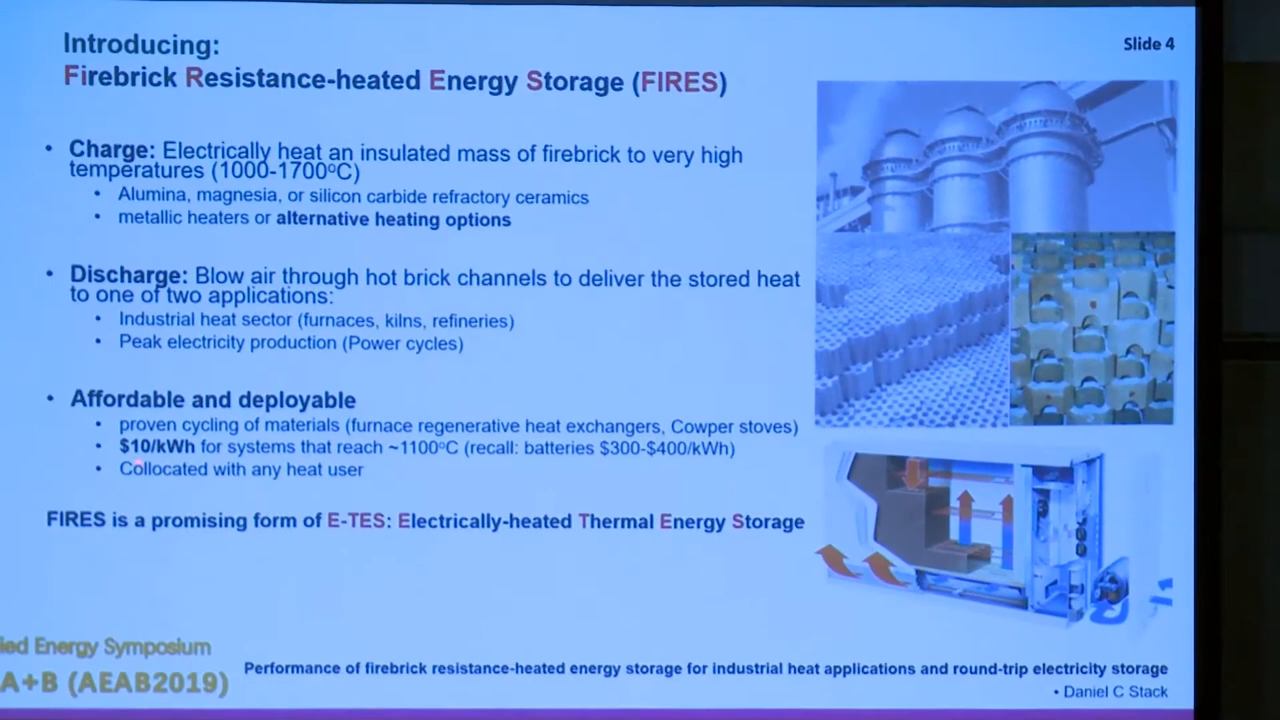 Introducing:
Slide 4
Firebrick Resistance-heated Energy Storage (FIRES)
• Charge: Electrically heat an insulated mass of firebrick to very high
temperatures (1000-1700ºC)
• Alumina, magnesia, or silicon carbide refractory ceramics
• metallic heaters or alternative heating options
• Discharge: Blow air through hot brick channels to deliver the stored heat
to one of two applications:
• Industrial heat sector (furnaces, kilns, refineries)
• Peak electricity production (Power cycles)
• Affordable and deployable
• proven cycling of materials (furnace regenerative heat exchangers, Cowper stoves)
• $10/kWh for systems that reach ~1100ºC (recall: batteries $300-$400/kWh)
• Collocated with any heat user
FIRES is a promising form of E-TES: Electrically-heated Thermal Energy Storage
ied Energy Symposium
A+B (AEAB2019)
Performance of firebrick resistance-heated energy storage for industrial heat applications and round-trip electricity storage
• Daniel C Stack